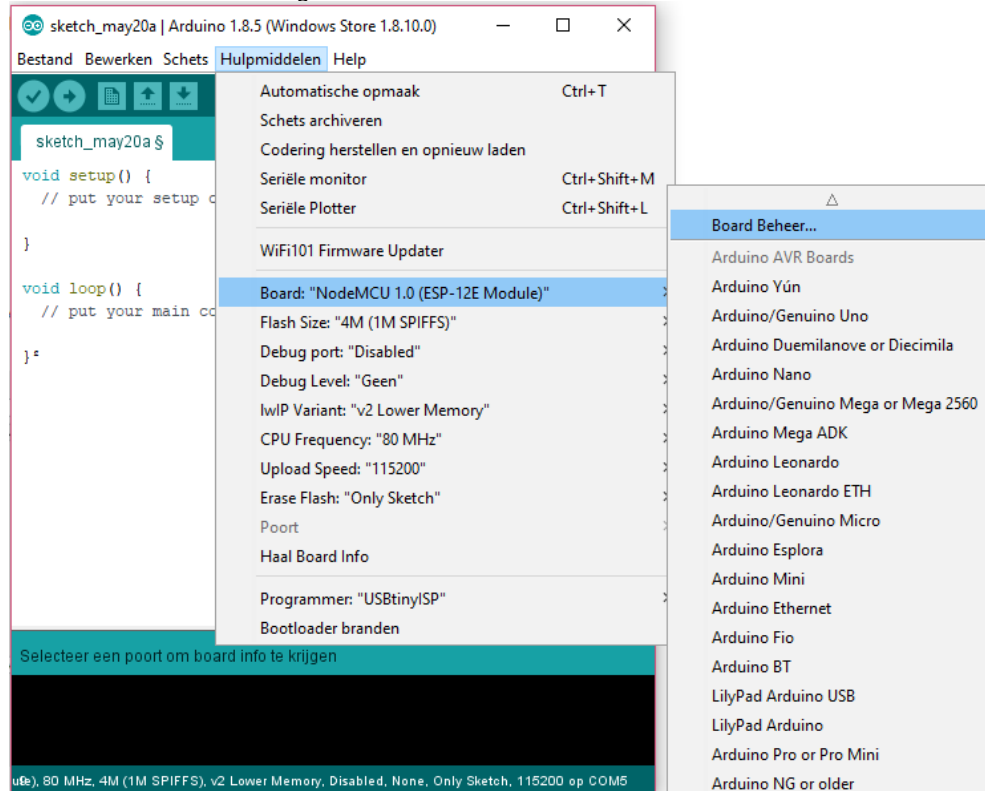 sketch_may20a | Arduino 1.8.5 (Windows Store 1.8.10.0)
Bestand Bewerken Schets Hulpmiddelen Help
sketch_may20a §
void setup() {
// put your setup
}
void loop() {
// put your main
}
Automatische opmaak Ctrl+T
Schets archiveren
Codering herstellen en opnieuw laden
Seriële monitor Ctrl+Shift+M
Seriële Plotter Ctrl+Shift+L
WiFi101 Firmware Updater
Board: "NodeMCU 1.0 (ESP-12E Module)"
Flash Size: "4M (1M SPIFFS)"
Debug port: "Disabled"
Debug Level: "Geen"
lwIP Variant: "v2 Lower Memory"
CPU Frequency: "80 MHz"
Upload Speed: "115200"
Erase Flash: "Only Sketch"
Poort
Haal Board Info
Programmer: "USBtinyISP"
Bootloader branden
Board Beheer...
Arduino AVR Boards
Arduino Yún
Arduino/Genuino Uno
Arduino Duemilanove or Diecimila
Arduino Nano
Arduino/Genuino Mega or Mega 2560
Arduino Mega ADK
Arduino Leonardo
Arduino Leonardo ETH
Arduino/Genuino Micro
Arduino Esplora
Arduino Mini
Arduino Ethernet
Arduino Fio
Arduino BT
LilyPad Arduino USB
LilyPad Arduino
Arduino Pro or Pro Mini
Arduino NG or older
Selecteer een poort om board info te krijgen
80 MHz, 4M (1M SPIFFS), v2 Lower Memory, Disabled, None, Only Sketch, 115200 op COM5